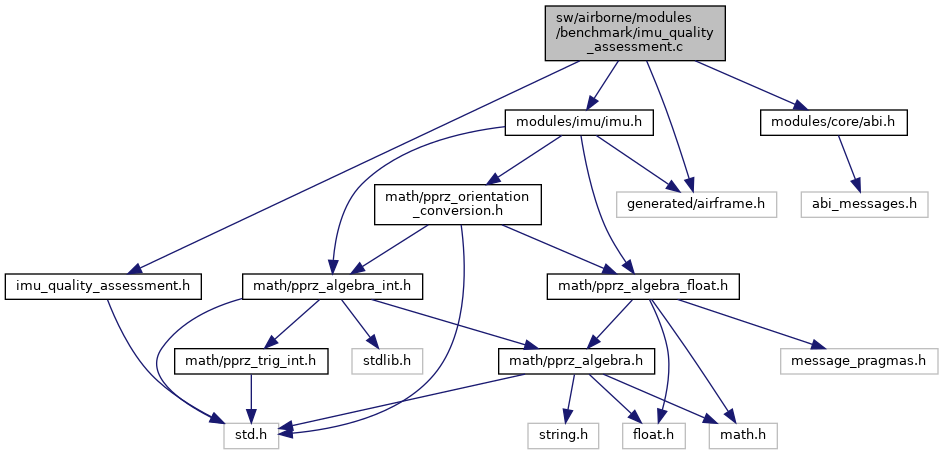 sw/airborne/modules
/benchmark/imu_quality
_assessment.c
modules/imu/imu.h
modules/core/abi.h
math/pprz_orientation
_conversion.h
generated/airframe.h
abi_messages.h
imu_quality_assessment.h
math/pprz_algebra_int.h
math/pprz_algebra_float.h
math/pprz_trig_int.h
stdlib.h
math/pprz_algebra.h
message_pragmas.h
std.h
string.h
float.h
math.h